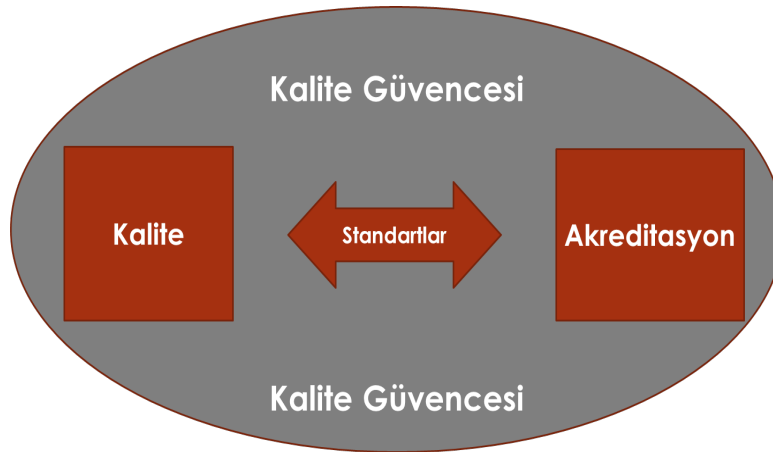 Kalite Güvencesi
Kalite
Standartlar
Akreditasyon
Kalite Güvencesi